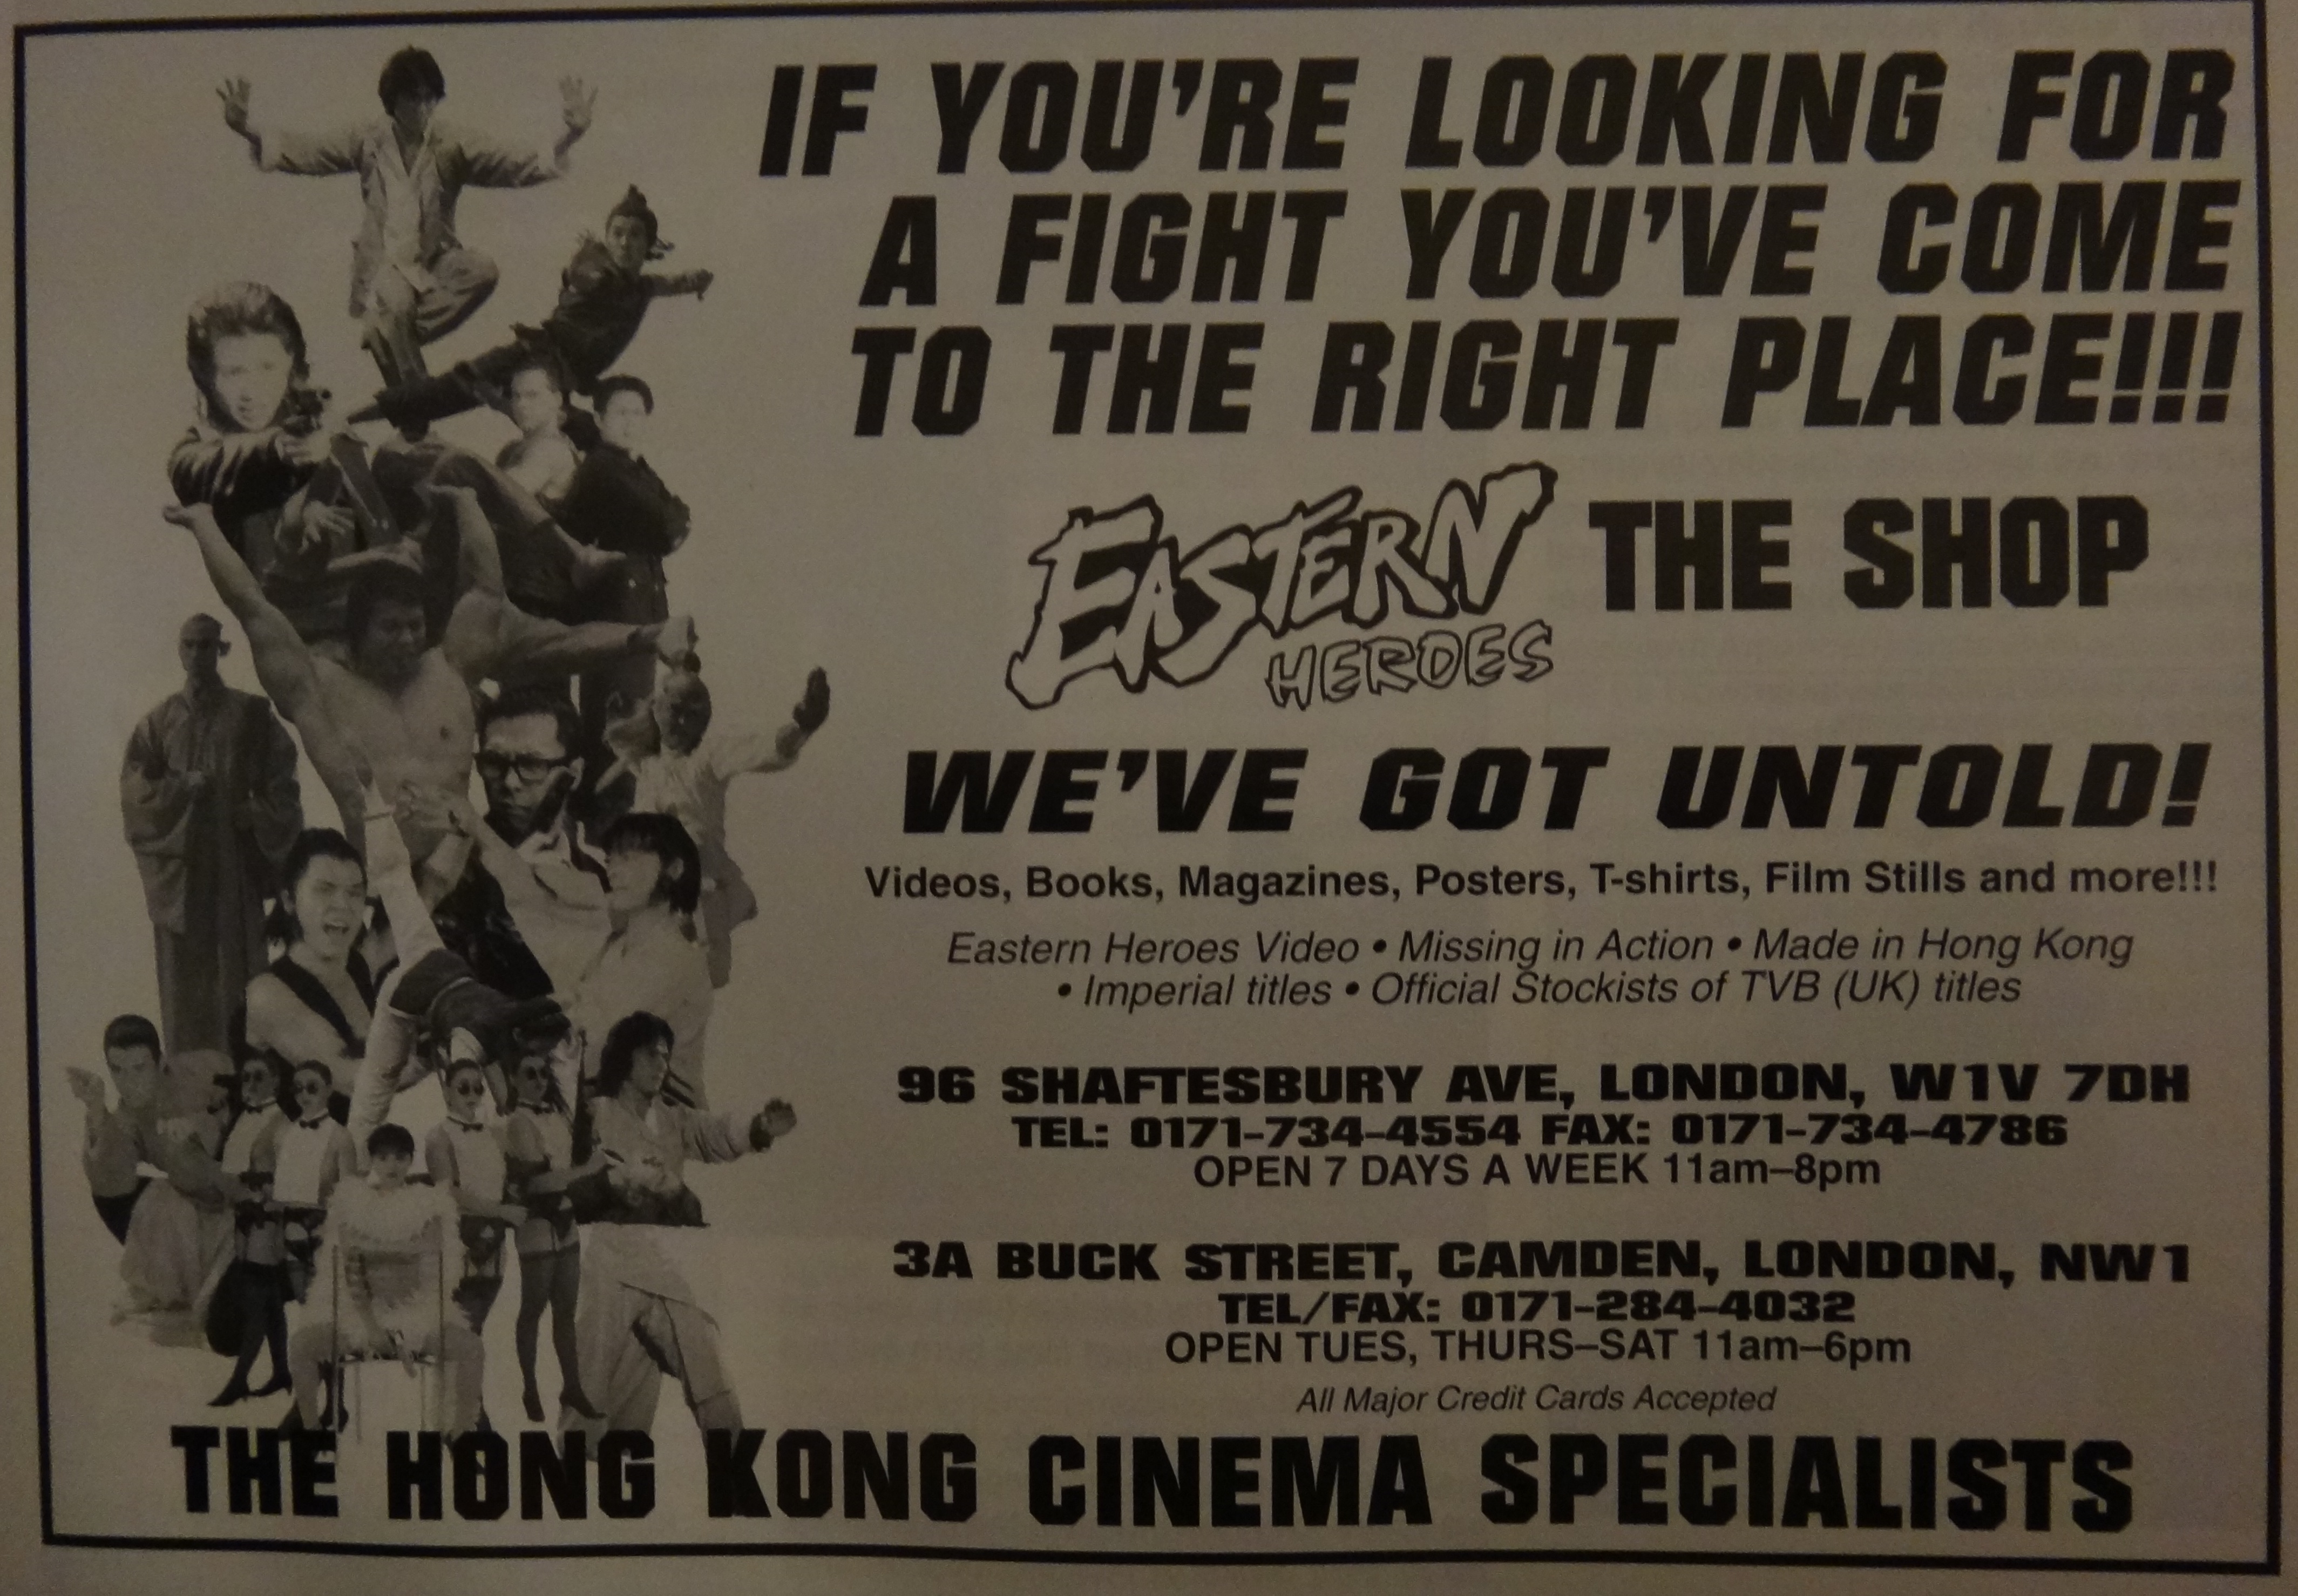 IF YOU'RE LOOKING FOR
A FIGHT YOU'VE COME
TO THE RIGHT PLACE!!!
EASTERN HEROES THE SHOP
WE'VE GOT UNTOLD!
Videos, Books, Magazines, Posters, T-shirts, Film Stills and more!!!
Eastern Heroes Video • Missing in Action • Made in Hong Kong
• Imperial titles • Official Stockists of TVB (UK) titles
96 SHAFTESBURY AVE, LONDON, W1V 7DH
TEL: 0171-734-4554 FAX: 0171-734-4786
OPEN 7 DAYS A WEEK 11am–8pm
3A BUCK STREET, CAMDEN, LONDON, NW1
TEL/FAX: 0171-284-4032
OPEN TUES, THURS–SAT 11am–6pm
All Major Credit Cards Accepted
THE HONG KONG CINEMA SPECIALISTS